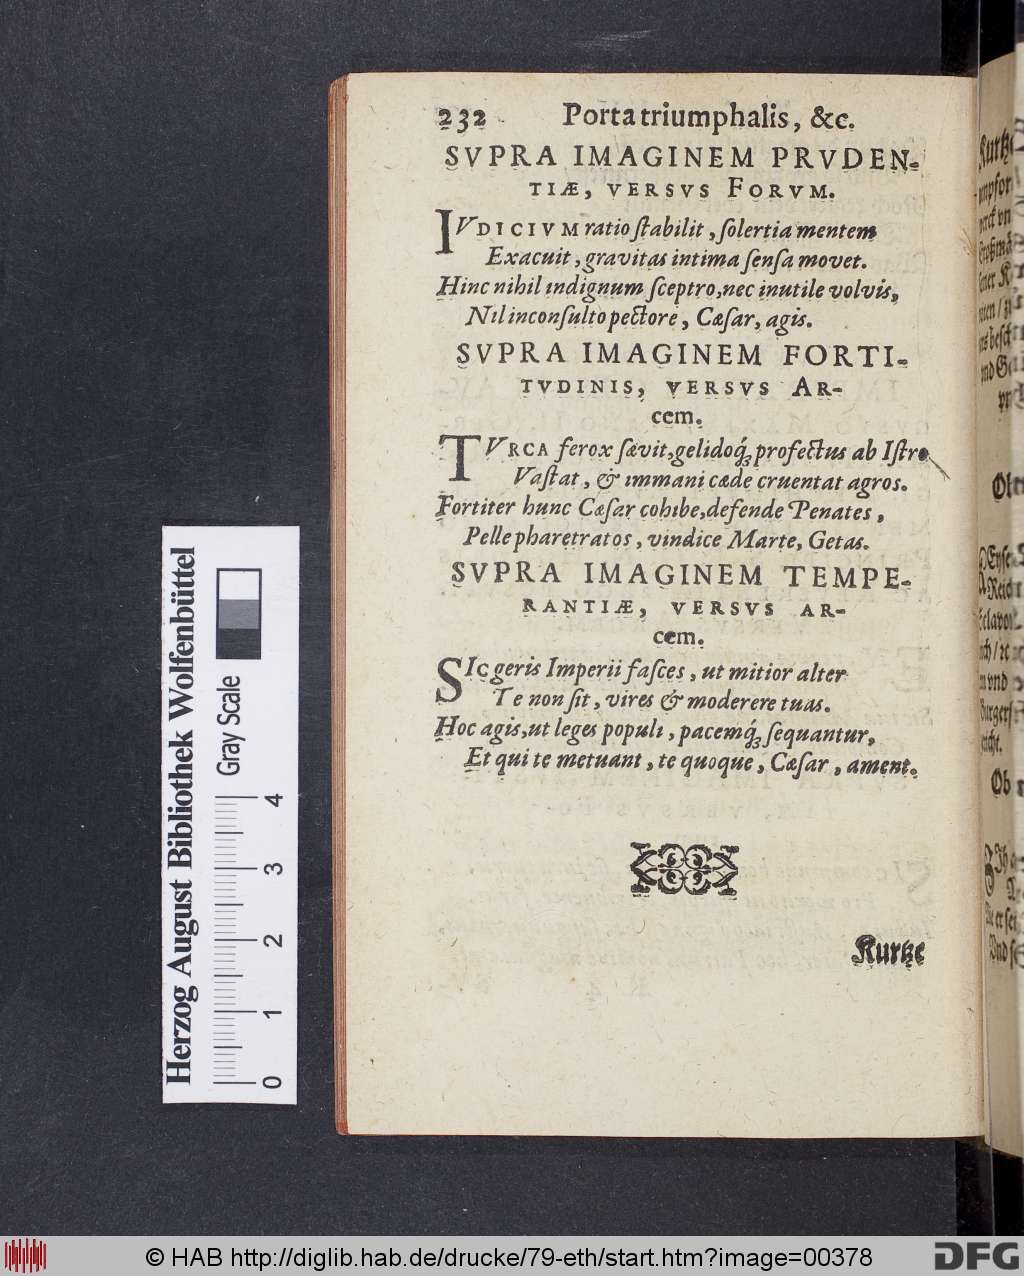 232 Porta triumphalis, &c.
SVPRA IMAGINEM PRVDEN-
TIÆ, VERSVS FORVM.
IVDICIVM ratio ſtabilit, ſolertia mentem
Exacuit, gravitas intima ſenſa movet.
Hinc nihil indignum ſceptro, nec inutile volvis,
Nil inconſulto pectore, Cæſar, agis.
SVPRA IMAGINEM FORTI-
TVDINIS, VERSVS AR-
cem.
TVRCA ferox ſævit, gelidoq́ꝫ profectus ab Iſtro
Vaſtat, & immani cæde cruentat agros.
Fortiter hunc Cæſar cohibe, defende Penates,
Pelle pharetratos, vindice Marte, Getas.
SVPRA IMAGINEM TEMPE-
RANTIÆ, VERSVS AR-
cem.
SIC geris Imperii faſces, ut mitior alter
Te non ſit, vires & moderere tuas.
Hoc agis, ut leges populi, pacemq́ꝫ ſequantur,
Et qui te metuant, te quoque, Cæſar, ament.
Kurtze
Herzog August Bibliothek Wolfenbüttel
Gray Scale
0 1 2 3 4
© HAB http://diglib.hab.de/drucke/79-eth/start.htm?image=00378
DFG